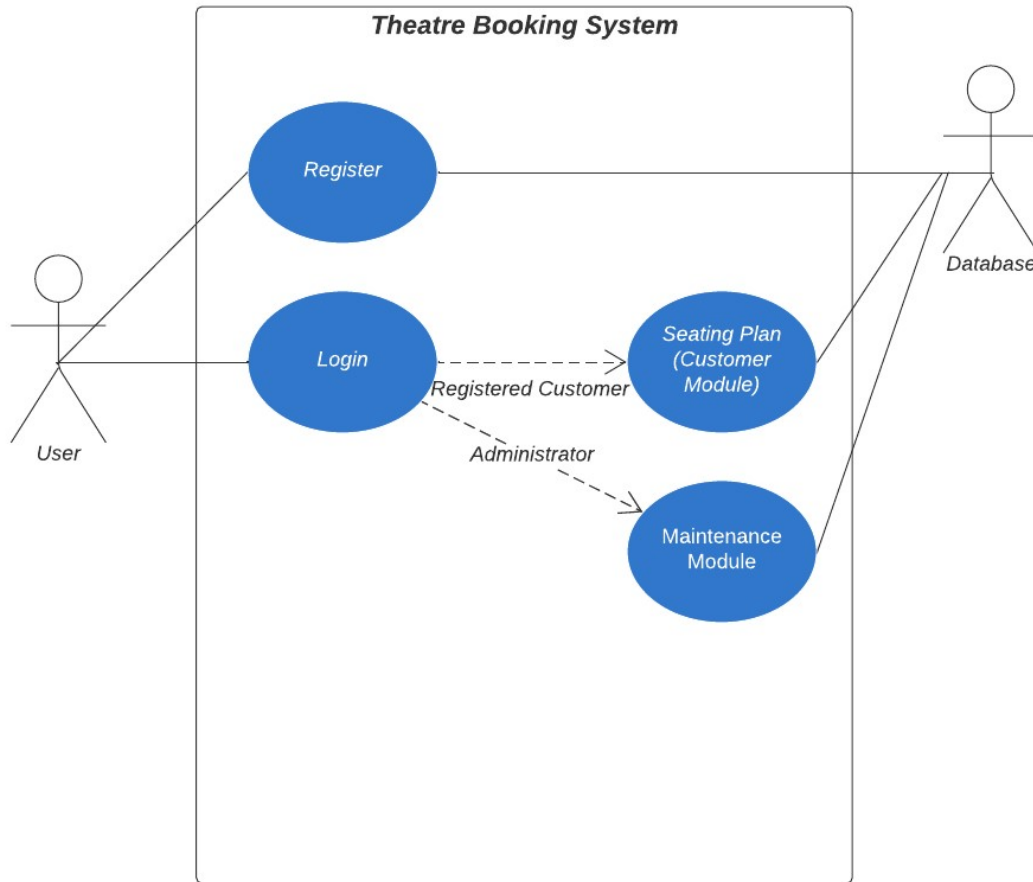 Theatre Booking System
Register
Database
Login
Seating Plan
(Customer
Module)
Registered Customer
User
Administrator
Maintenance
Module